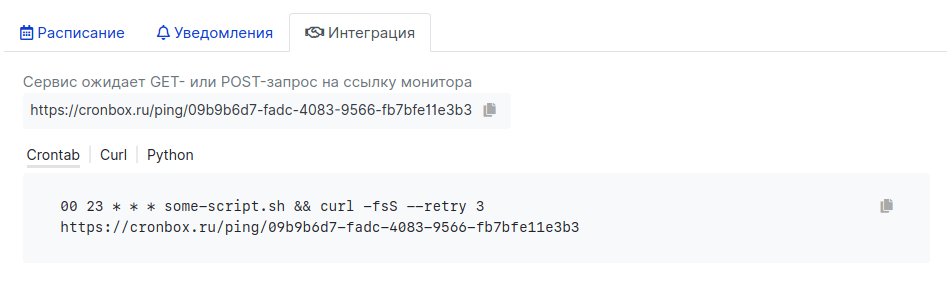 Расписание Уведомления Интеграция
Сервис ожидает GET- или POST-запрос на ссылку монитора
https://cronbox.ru/ping/09b9b6d7-fadc-4083-9566-fb7bfe11e3b3
Crontab Curl Python
00 23 * * * some-script.sh && curl -fsS --retry 3
https://cronbox.ru/ping/09b9b6d7-fadc-4083-9566-fb7bfe11e3b3